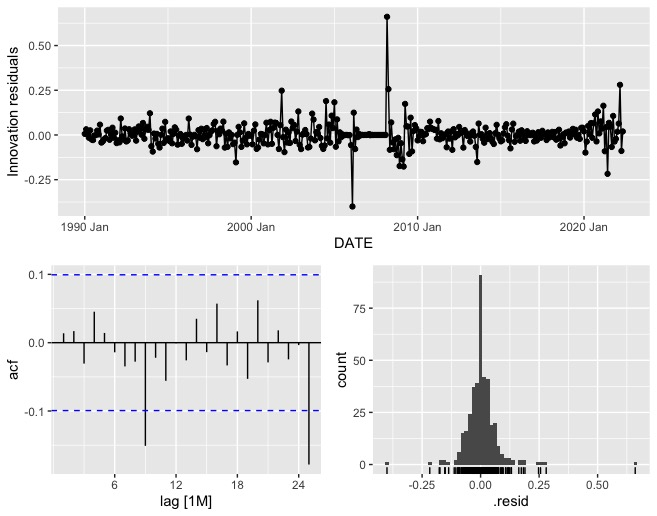 Innovation residuals
0.50
0.25
0.00
-0.25
1990 Jan
2000 Jan
2010 Jan
2020 Jan
DATE
acf
0.1
0.0
-0.1
6
12
18
24
lag [1M]
count
75
50
25
0
-0.25
0.00
0.25
0.50
.resid